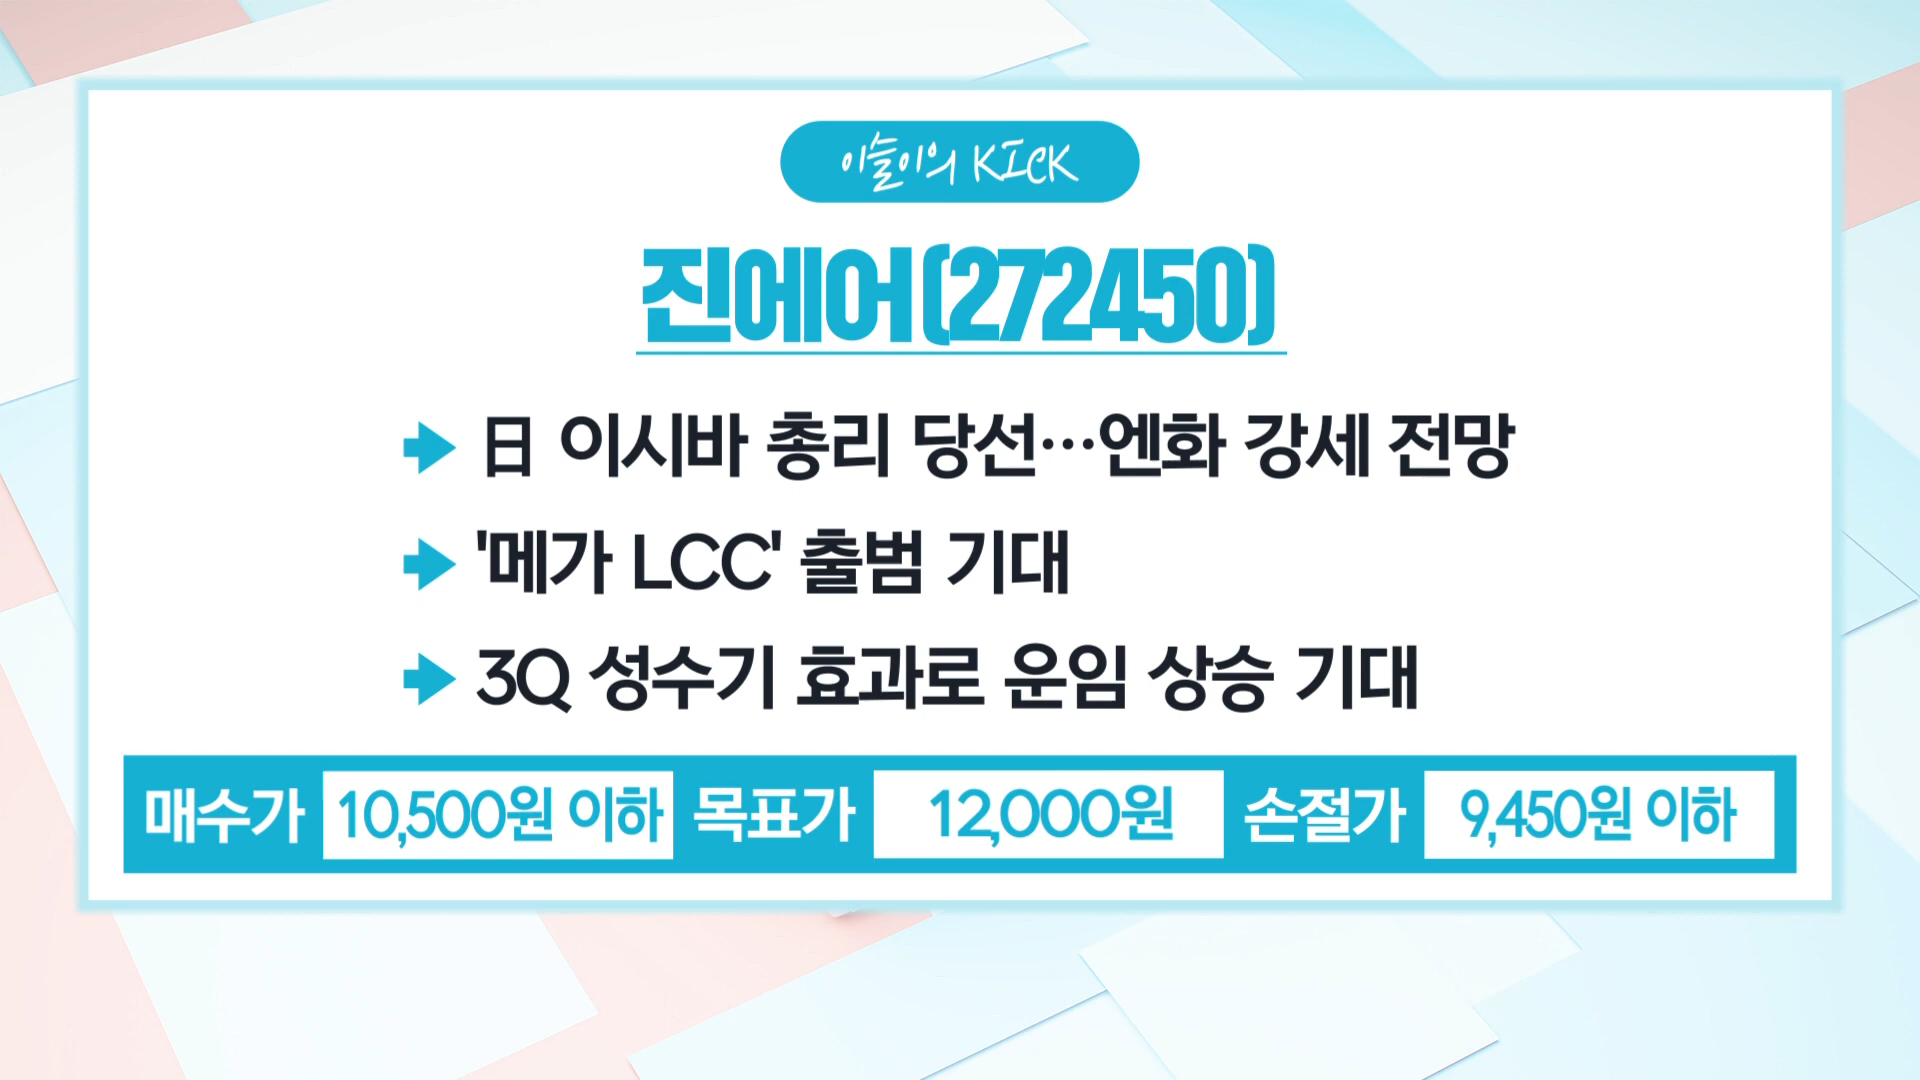 이슬이의 KICK
진에어(272450)
日 이시바 총리 당선…엔화 강세 전망
'메가 LCC' 출범 기대
3Q 성수기 효과로 운임 상승 기대
매수가 10,500원 이하 목표가 12,000원 손절가 9,450원 이하